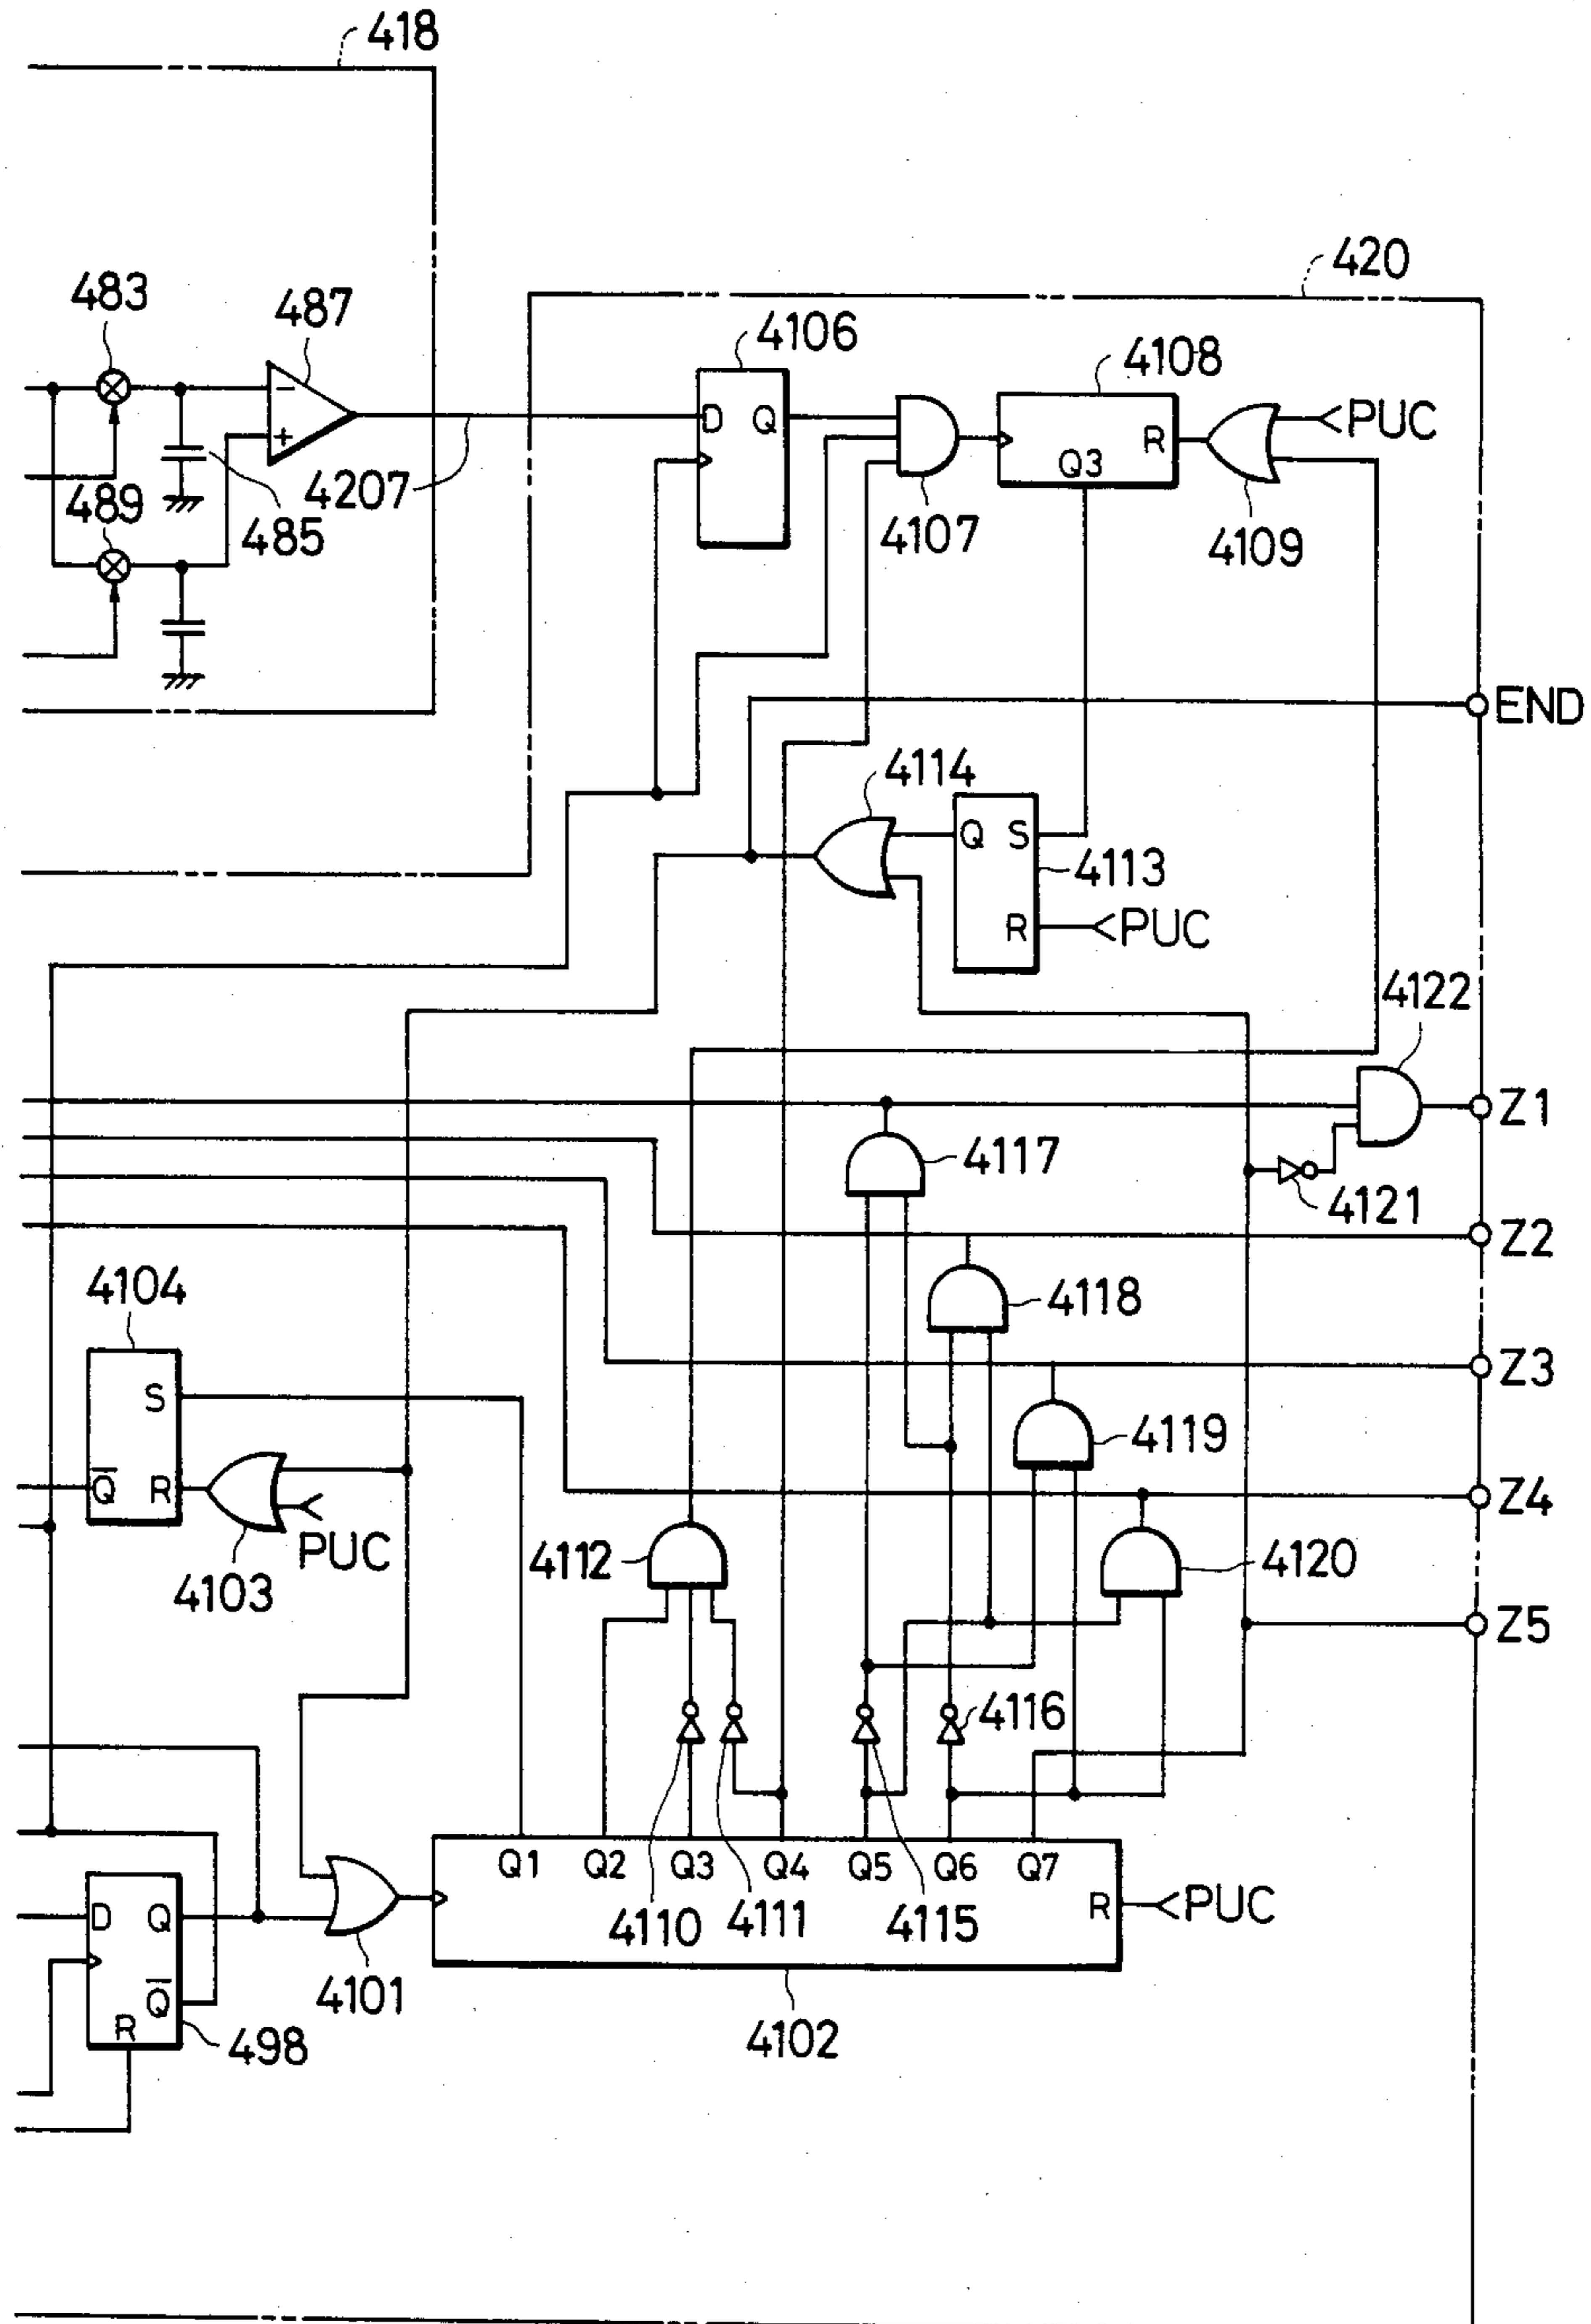 418
420
483
487
4106
4108
D
Q
Q3
R
PUC
−
+
4207
489
485
4107
4109
END
4114
Q
S
4113
R
PUC
4122
Z1
4117
4121
Z2
4104
4118
Z3
S
4119
Q̅
R
Z4
PUC
4112
4120
4103
Z5
4116
Q1
Q2
Q3
Q4
Q5
Q6
Q7
R
PUC
D
Q
4110
4111
4115
Q̅
4101
R
498
4102